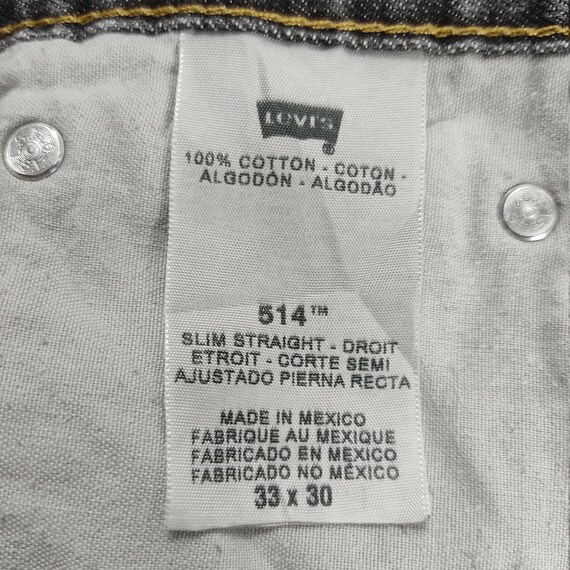 LEVI'S
®
100% COTTON - COTON -
ALGODÓN - ALGODÃO
514™
SLIM STRAIGHT - DROIT
ETROIT - CORTE SEMI
AJUSTADO PIERNA RECTA
MADE IN MEXICO
FABRIQUE AU MEXIQUE
FABRICADO EN MEXICO
FABRICADO NO MÉXICO
33 x 30